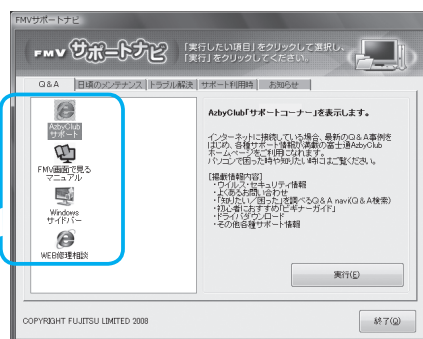 FMVサポートナビ
FMV サポートナビ
[実行したい項目]をクリックして選択し、
[実行]をクリックしてください。
Q&A 日頃のメンテナンス トラブル解決 サポート利用時 お知らせ
AzbyClub
サポート
FMV画面で見る
マニュアル
Windows
サイドバー
WEB修理相談
AzbyClub「サポートコーナー」を表示します。
インターネットに接続している場合、最新のQ&A事例を
はじめ、各種サポート情報が満載の富士通AzbyClub
ホームページをご利用になれます。
パソコンで困った時や知りたい時にはご覧ください。
[掲載情報内容]
・ウイルス・セキュリティ情報
・よくあるお問い合わせ
・「知りたい／困った」を調べるQ&A navi(Q&A検索)
・初心者におすすめ「ビギナーガイド」
・ドライバダウンロード
・その他各種サポート情報
実行(E)
COPYRIGHT FUJITSU LIMITED 2008
終了(Q)